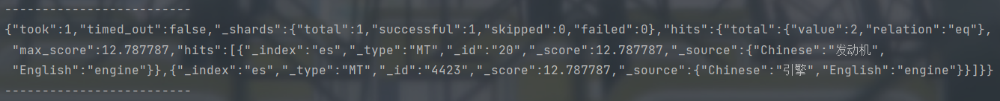 -------------------------
{"took":1,"timed_out":false,"_shards":{"total":1,"successful":1,"skipped":0,"failed":0},"hits":{"total":{"value":2,"relation":"eq"},
"max_score":12.787787,"hits":[{"_index":"es","_type":"MT","_id":"20","_score":12.787787,"_source":{"Chinese":"发动机",
"English":"engine"}},{"_index":"es","_type":"MT","_id":"4423","_score":12.787787,"_source":{"Chinese":"引擎","English":"engine"}}]}}
-------------------------